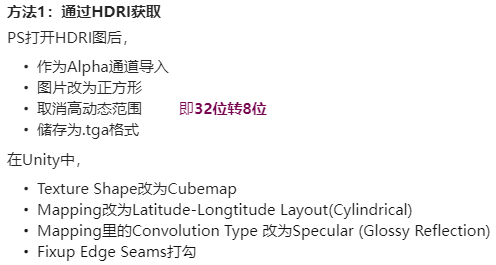 方法1：通过HDRI获取
PS打开HDRI图后，
• 作为Alpha通道导入
• 图片改为正方形
• 取消高动态范围 即32位转8位
• 储存为.tga格式
在Unity中，
• Texture Shape改为Cubemap
• Mapping改为Latitude-Longtitude Layout(Cylindrical)
• Mapping里的Convolution Type 改为Specular (Glossy Reflection)
• Fixup Edge Seams打勾